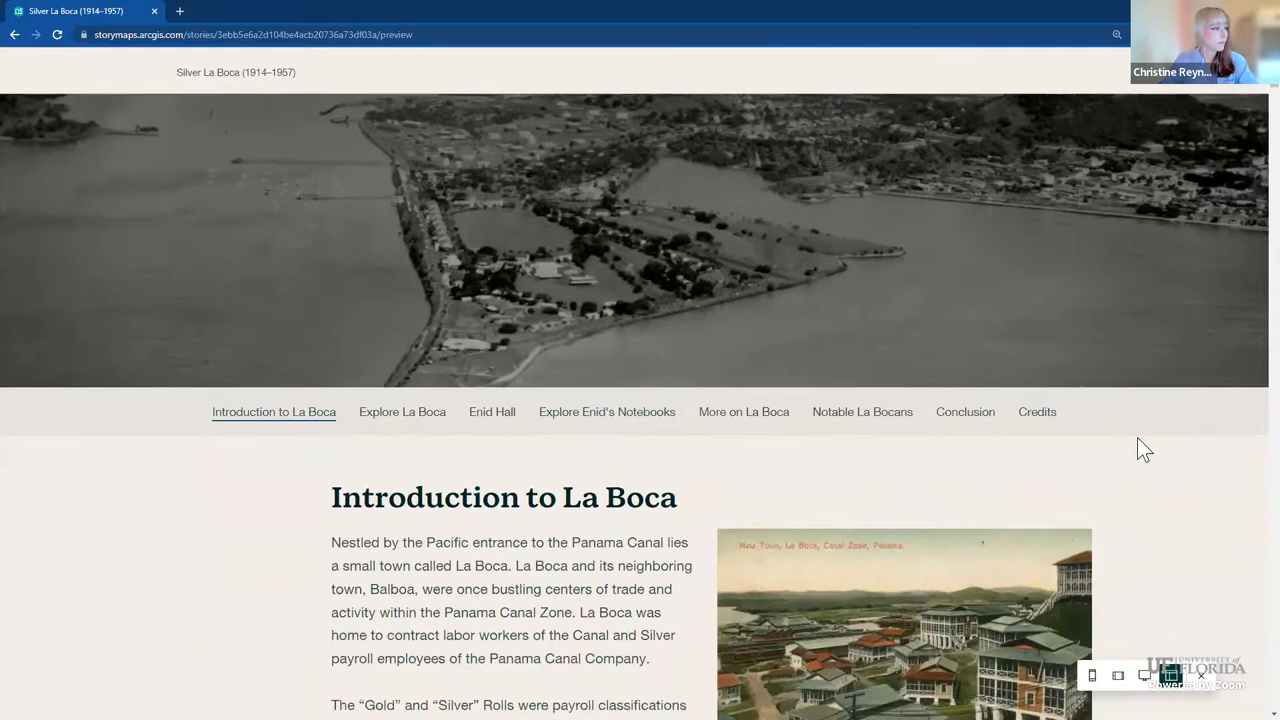 Silver La Boca (1914–1957)
storymaps.arcgis.com/stories/3ebb5e6a2d104be4acb20736a73df03a/preview
Christine Reyn...
Silver La Boca (1914–1957)
Introduction to La Boca Explore La Boca Enid Hall Explore Enid's Notebooks More on La Boca Notable La Bocans Conclusion Credits
Introduction to La Boca
Nestled by the Pacific entrance to the Panama Canal lies
a small town called La Boca. La Boca and its neighboring
town, Balboa, were once bustling centers of trade and
activity within the Panama Canal Zone. La Boca was
home to contract labor workers of the Canal and Silver
payroll employees of the Panama Canal Company.
The “Gold” and “Silver” Rolls were payroll classifications
New Town, La Boca, Canal Zone, Panama.
UF UNIVERSITY of
FLORIDA
Powered by Zoom